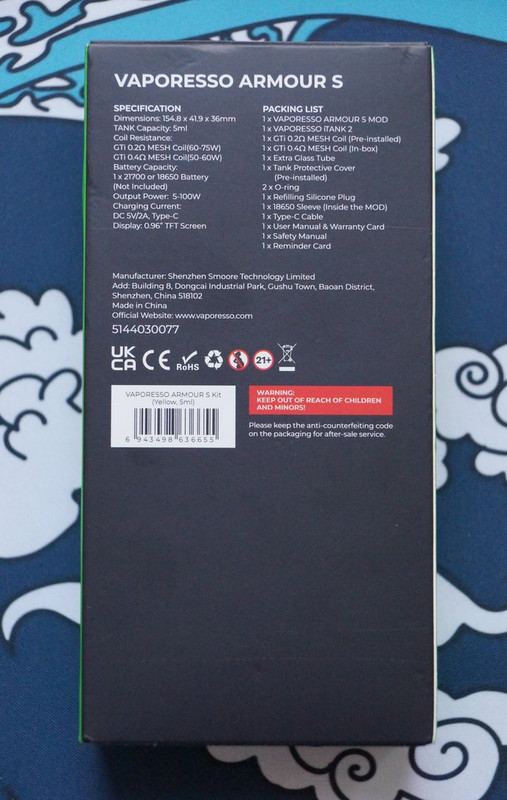 VAPORESSO ARMOUR S
SPECIFICATION
Dimensions: 154.8 x 41.9 x 36mm
TANK Capacity: 5ml
Coil Resistance:
GTi 0.2Ω MESH Coil(60-75W)
GTi 0.4Ω MESH Coil(50-60W)
Battery Capacity:
1 x 21700 or 18650 Battery
(Not Included)
Output Power: 5-100W
Charging Current:
DC 5V/2A, Type-C
Display: 0.96" TFT Screen
PACKING LIST
1 x VAPORESSO ARMOUR S MOD
1 x VAPORESSO iTANK 2
1 x GTi 0.2Ω MESH Coil (Pre-installed)
1 x GTi 0.4Ω MESH Coil (In-box)
1 x Extra Glass Tube
1 x Tank Protective Cover
(Pre-installed)
2 x O-ring
1 x Refilling Silicone Plug
1 x 18650 Sleeve (Inside the MOD)
1 x Type-C Cable
1 x User Manual & Warranty Card
1 x Safety Manual
1 x Reminder Card
Manufacturer: Shenzhen Smoore Technology Limited
Add: Building 8, Dongcai Industrial Park, Gushu Town, Baoan District,
Shenzhen, China 518102
Made in China
Official Website: www.vaporesso.com
5144030077
UK CA CE RoHS 21+
VAPORESSO ARMOUR S Kit
(Yellow, 5ml)
6 943498 636655
WARNING:
KEEP OUT OF REACH OF CHILDREN
AND MINORS!
Please keep the anti-counterfeiting code
on the packaging for after-sale service.